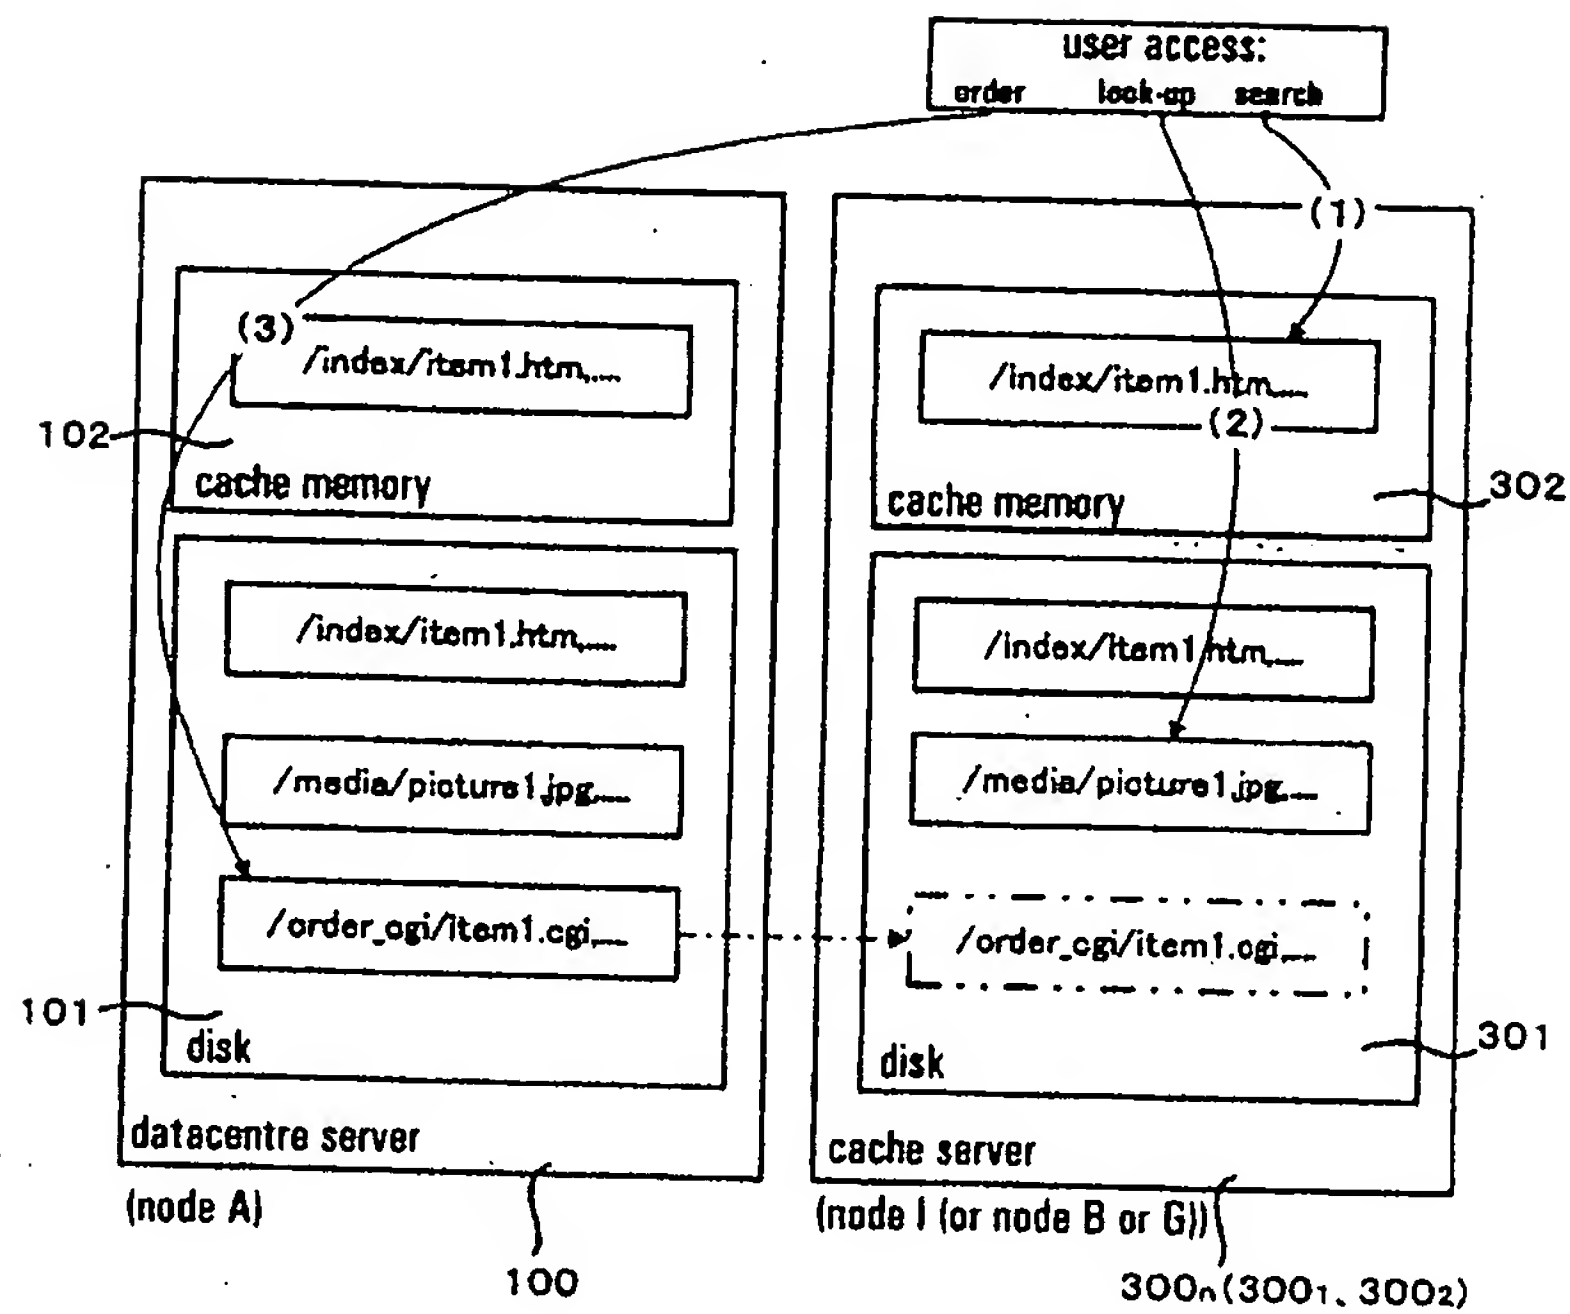 user access:
order look-up search
(1)
(3)
/index/item1.htm,....
102
cache memory
/index/item1.htm,....
(2)
302
cache memory
/index/item1.htm,....
/media/picture1.jpg,....
/order_cgi/item1.cgi,....
101
disk
datacentre server
(node A)
100
/index/item1.htm,....
/media/picture1.jpg,....
/order_cgi/item1.cgi,....
301
disk
cache server
(node I (or node B or G))
300n(300₁、300₂)